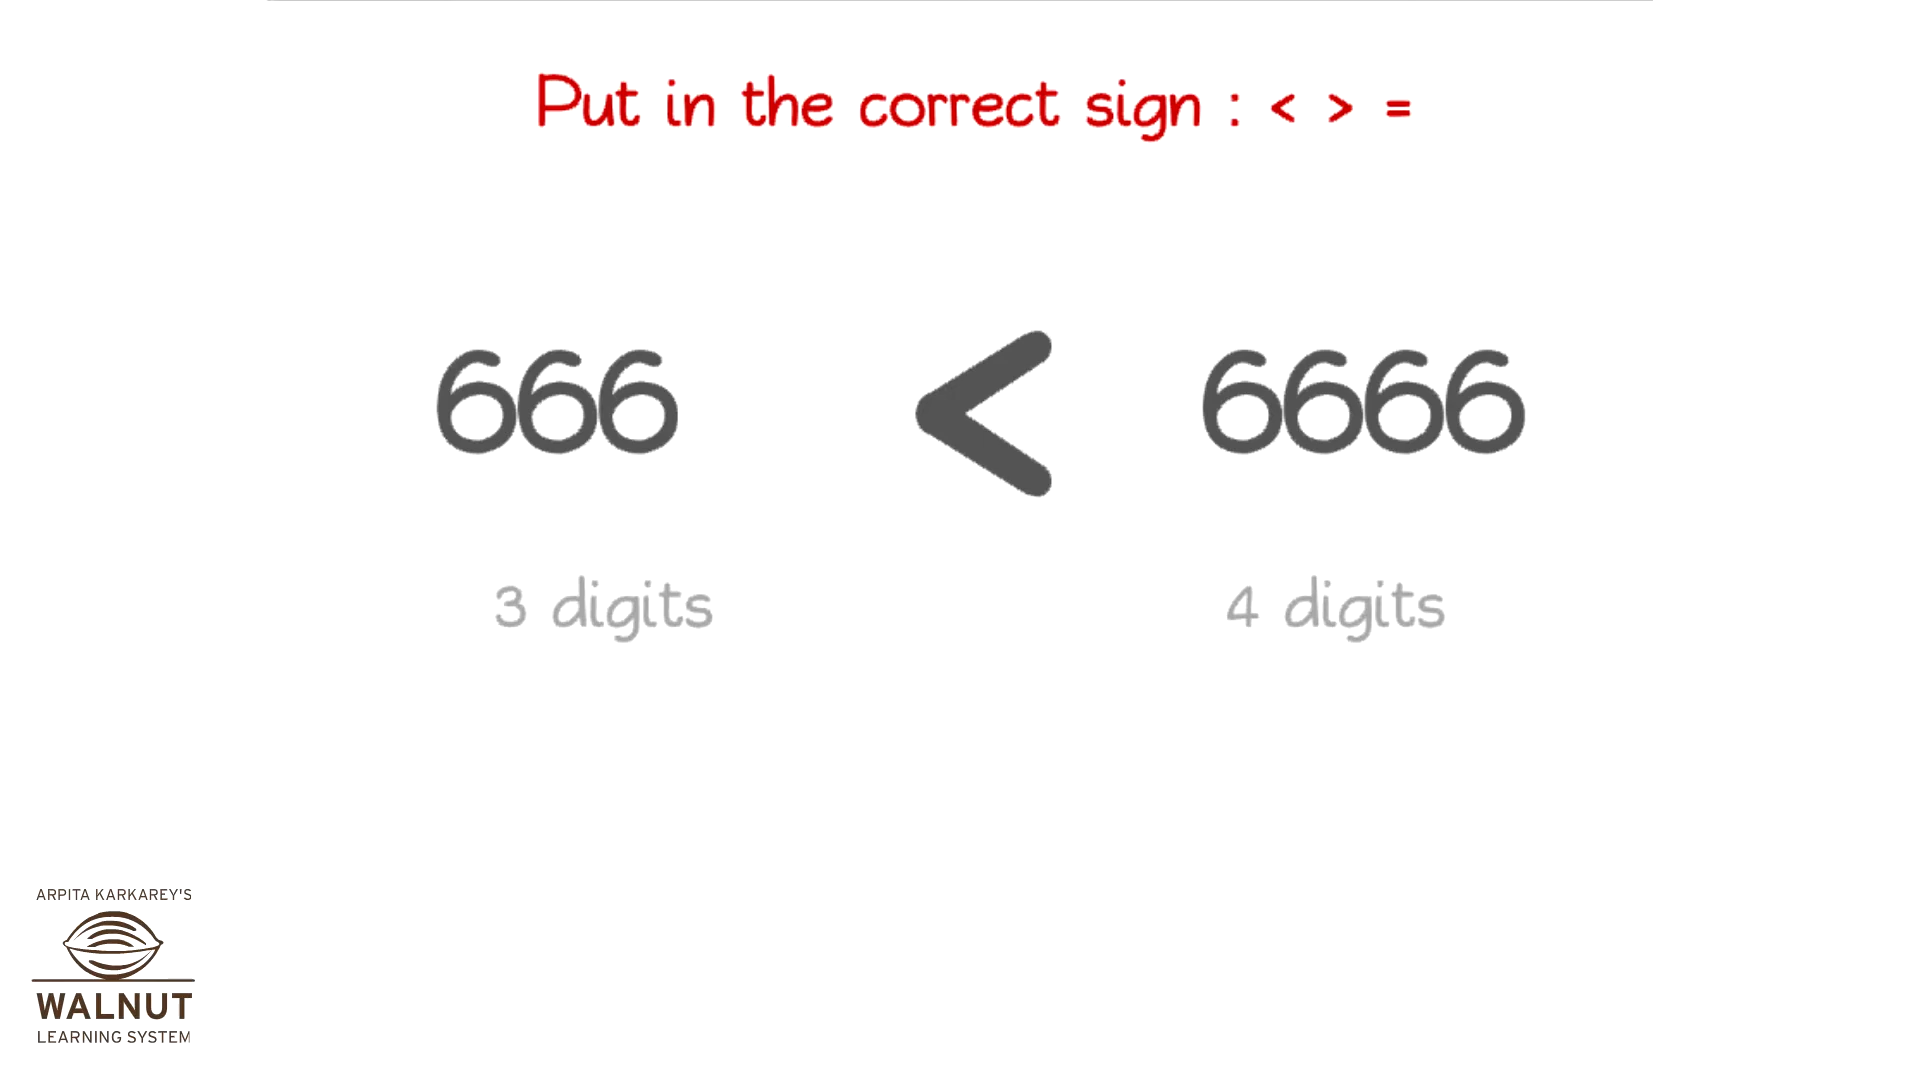 Put in the correct sign : < > =
666 < 6666
3 digits 4 digits
ARPITA KARKAREY'S
WALNUT
LEARNING SYSTEM